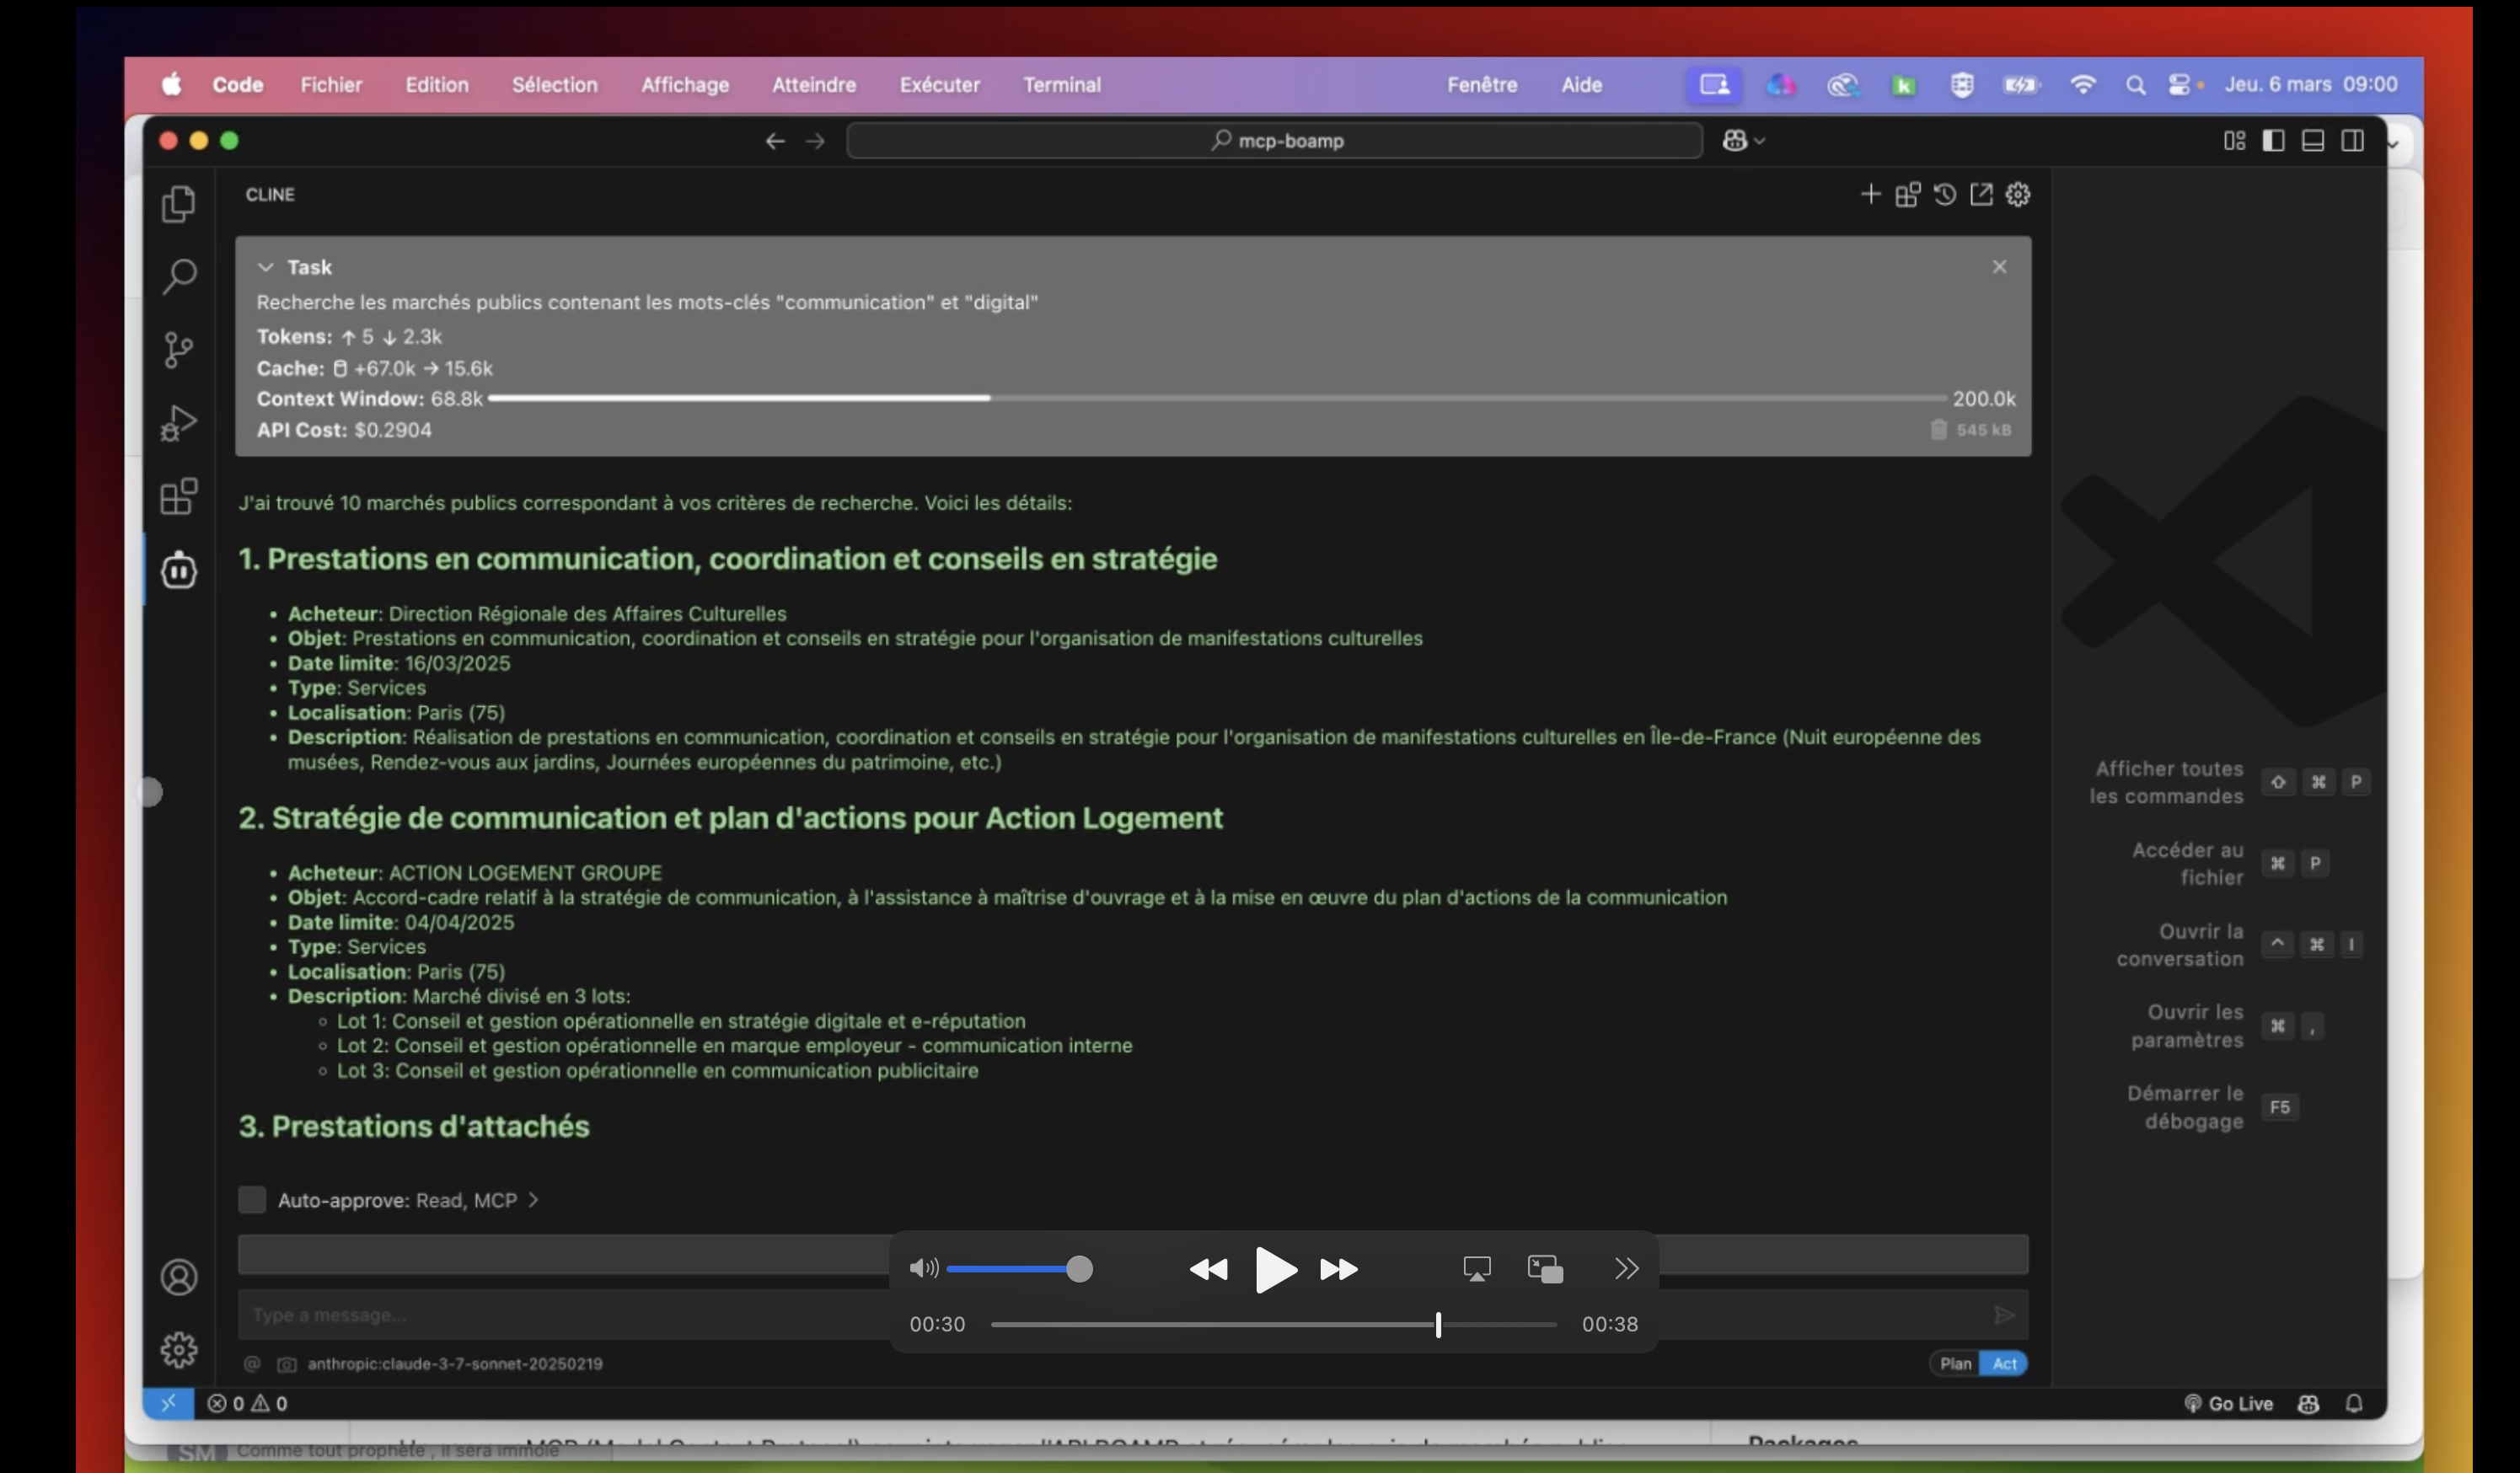 Code Fichier Edition Sélection Affichage Atteindre Exécuter Terminal Fenêtre Aide Jeu. 6 mars 09:00
mcp-boamp
CLINE
Task
Recherche les marchés publics contenant les mots-clés "communication" et "digital"
Tokens: ↑ 5 ↓ 2.3k
Cache: +67.0k → 15.6k
Context Window: 68.8k 200.0k
API Cost: $0.2904 545 kB
J'ai trouvé 10 marchés publics correspondant à vos critères de recherche. Voici les détails:
1. Prestations en communication, coordination et conseils en stratégie
• Acheteur: Direction Régionale des Affaires Culturelles
• Objet: Prestations en communication, coordination et conseils en stratégie pour l'organisation de manifestations culturelles
• Date limite: 16/03/2025
• Type: Services
• Localisation: Paris (75)
• Description: Réalisation de prestations en communication, coordination et conseils en stratégie pour l'organisation de manifestations culturelles en Île-de-France (Nuit européenne des
musées, Rendez-vous aux jardins, Journées européennes du patrimoine, etc.)
2. Stratégie de communication et plan d'actions pour Action Logement
• Acheteur: ACTION LOGEMENT GROUPE
• Objet: Accord-cadre relatif à la stratégie de communication, à l'assistance à maîtrise d'ouvrage et à la mise en œuvre du plan d'actions de la communication
• Date limite: 04/04/2025
• Type: Services
• Localisation: Paris (75)
• Description: Marché divisé en 3 lots:
◦ Lot 1: Conseil et gestion opérationnelle en stratégie digitale et e-réputation
◦ Lot 2: Conseil et gestion opérationnelle en marque employeur - communication interne
◦ Lot 3: Conseil et gestion opérationnelle en communication publicitaire
3. Prestations d'attachés
Auto-approve: Read, MCP >
Type a message...
@ anthropic:claude-3-7-sonnet-20250219
Plan Act
00:30 00:38
Afficher toutes
les commandes ⇧ ⌘ P
Accéder au
fichier ⌘ P
Ouvrir la
conversation ^ ⌘ I
Ouvrir les
paramètres ⌘ ,
Démarrer le
débogage F5
0 0
Go Live
SM Comme tout prophète , il sera immolé
MCP (Model Context Protocol)
Packages